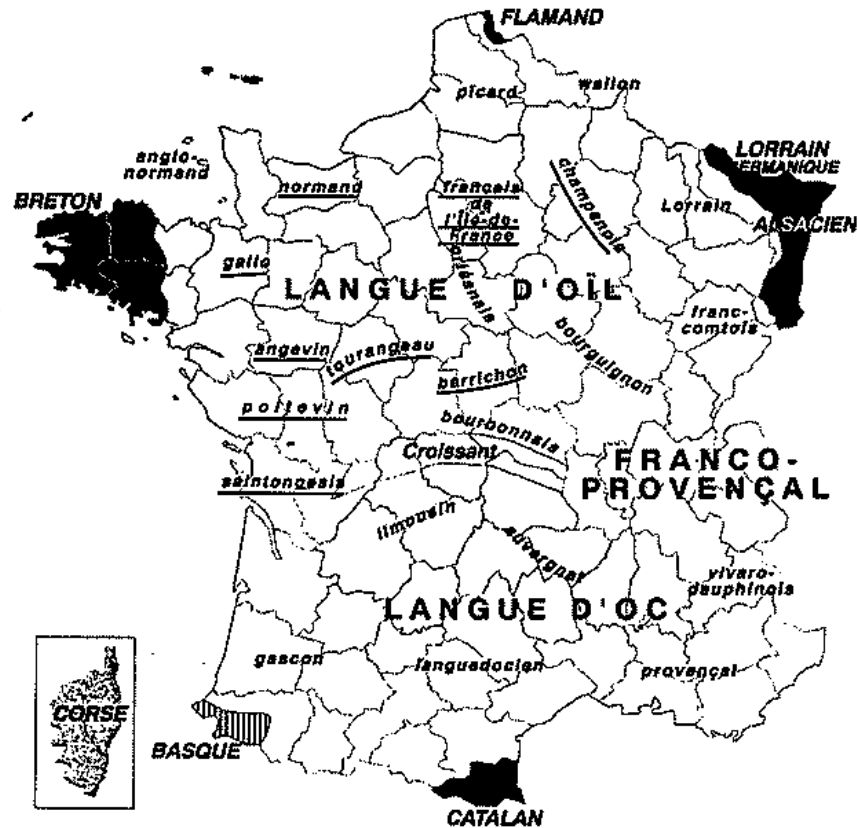 FLAMAND
picard
wallon
anglo-
normand
LORRAIN
GERMANIQUE
BRETON
normand
français
de
l'Île-de-
France
champenois
Lorrain
ALSACIEN
gallo
orléanais
LANGUE D'OÏL
franc-
comtois
angevin
tourangeau
bourguignon
barrichon
poitevin
bourbonnais
Croissant
FRANCO-
PROVENÇAL
saintongeais
limousin
auvergnat
vivaro-
dauphinois
LANGUE D'OC
gascon
languedocien
provençal
CORSE
BASQUE
CATALAN